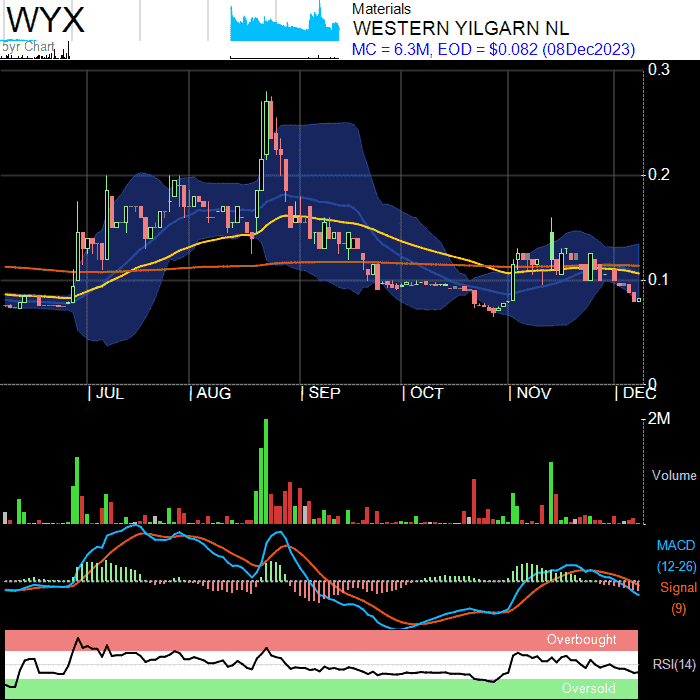 WYX
Materials
WESTERN YILGARN NL
MC = 6.3M, EOD = $0.082 (08Dec2023)
5yr Chart
0.3
0.2
0.1
0
JUL AUG SEP OCT NOV DEC
2M
Volume
MACD
(12-26)
Signal
(9)
Overbought
RSI(14)
Oversold